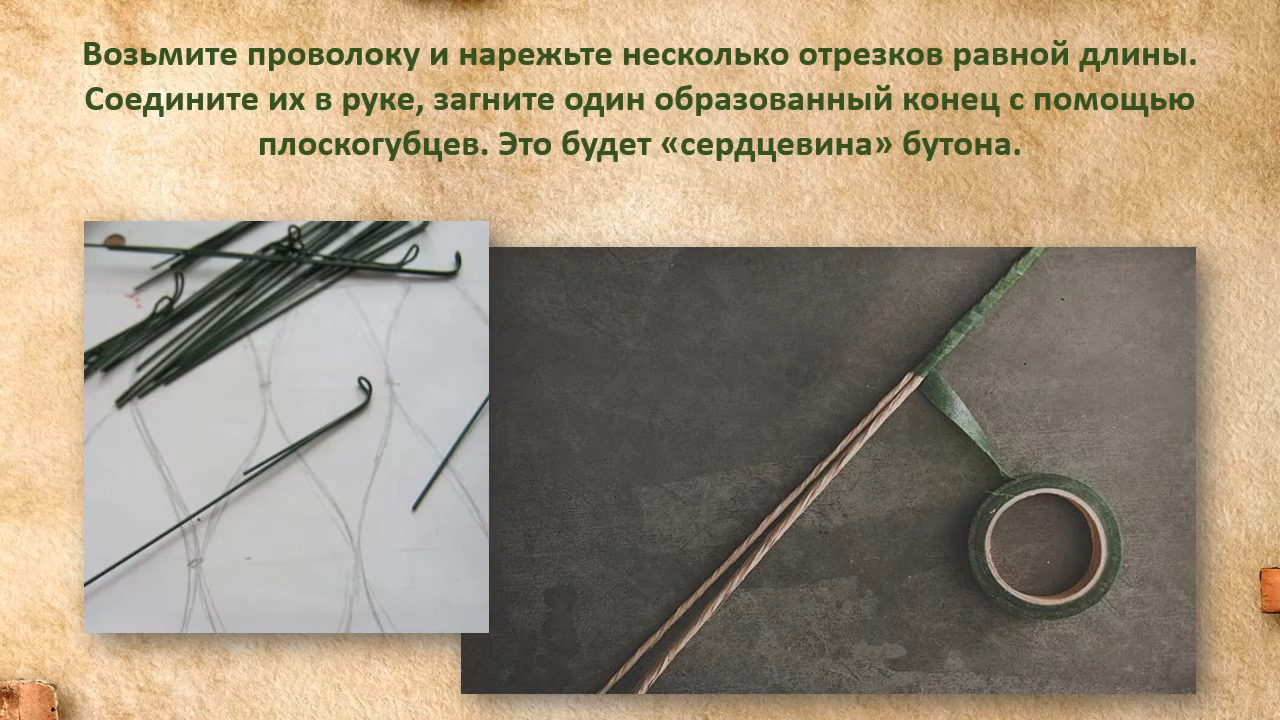 Возьмите проволоку и нарежьте несколько отрезков равной длины.
Соедините их в руке, загните один образованный конец с помощью
плоскогубцев. Это будет «сердцевина» бутона.